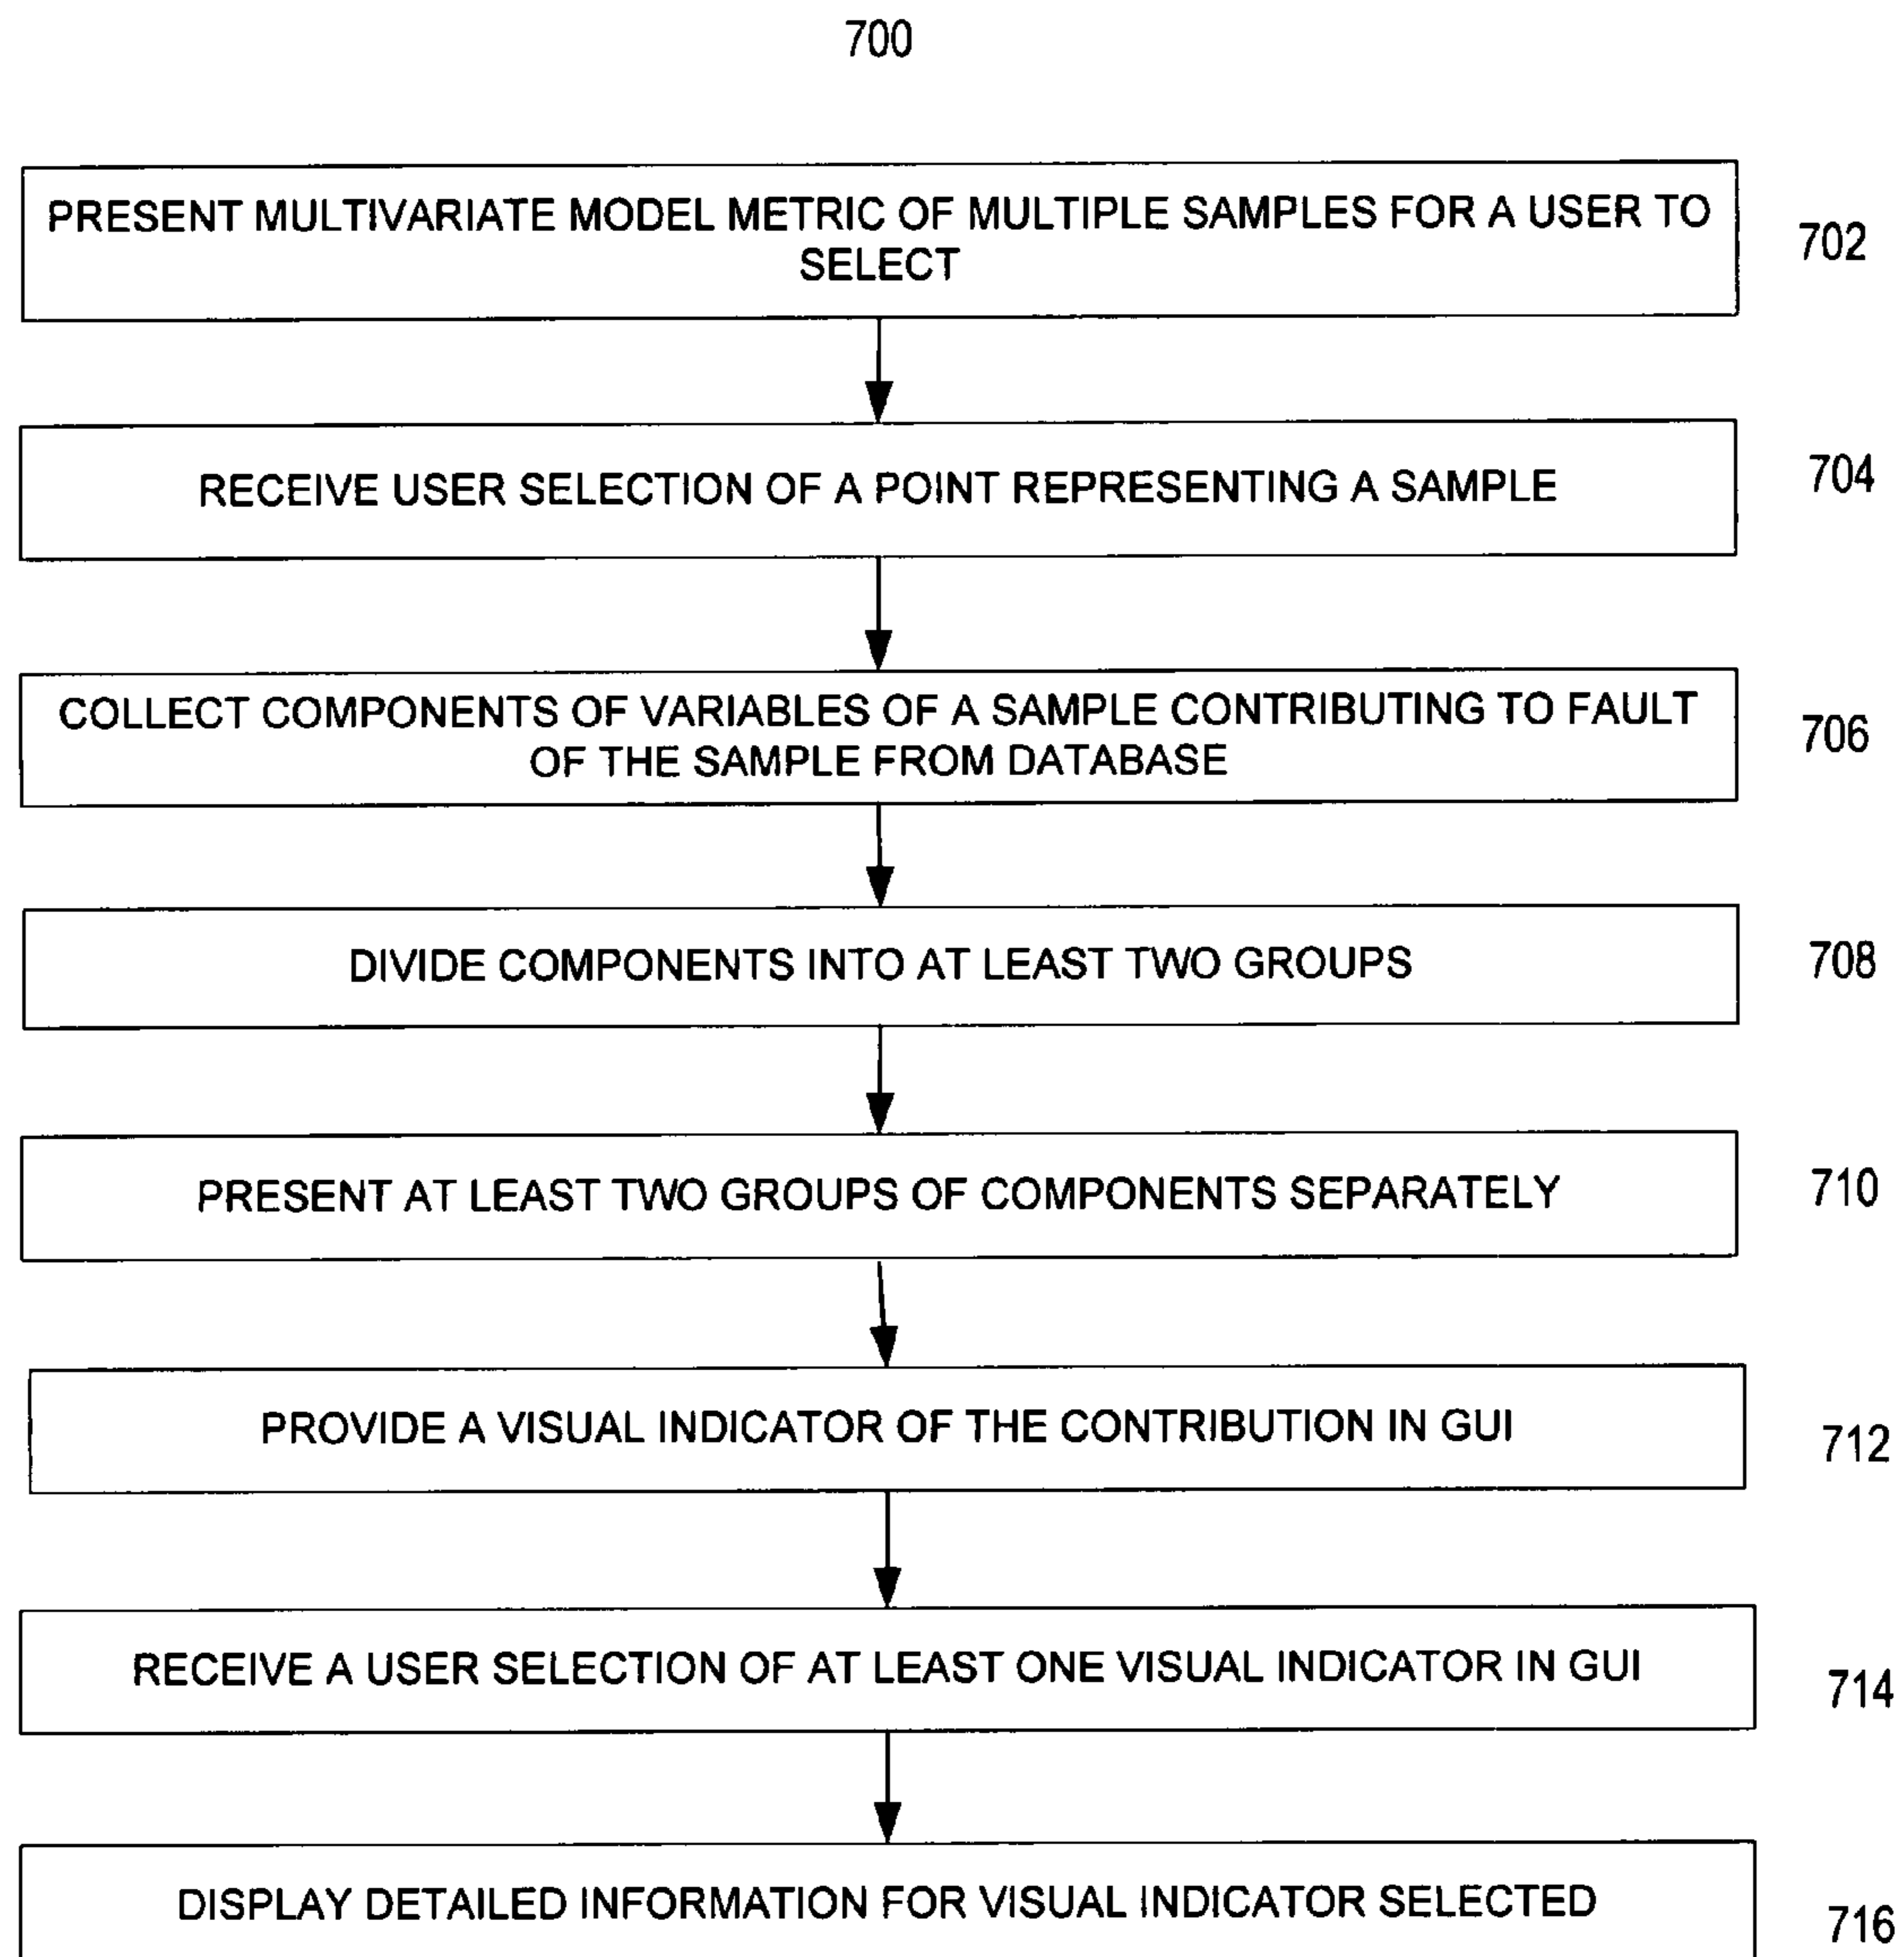 700
PRESENT MULTIVARIATE MODEL METRIC OF MULTIPLE SAMPLES FOR A USER TO
SELECT
702
RECEIVE USER SELECTION OF A POINT REPRESENTING A SAMPLE
704
COLLECT COMPONENTS OF VARIABLES OF A SAMPLE CONTRIBUTING TO FAULT
OF THE SAMPLE FROM DATABASE
706
DIVIDE COMPONENTS INTO AT LEAST TWO GROUPS
708
PRESENT AT LEAST TWO GROUPS OF COMPONENTS SEPARATELY
710
PROVIDE A VISUAL INDICATOR OF THE CONTRIBUTION IN GUI
712
RECEIVE A USER SELECTION OF AT LEAST ONE VISUAL INDICATOR IN GUI
714
DISPLAY DETAILED INFORMATION FOR VISUAL INDICATOR SELECTED
716